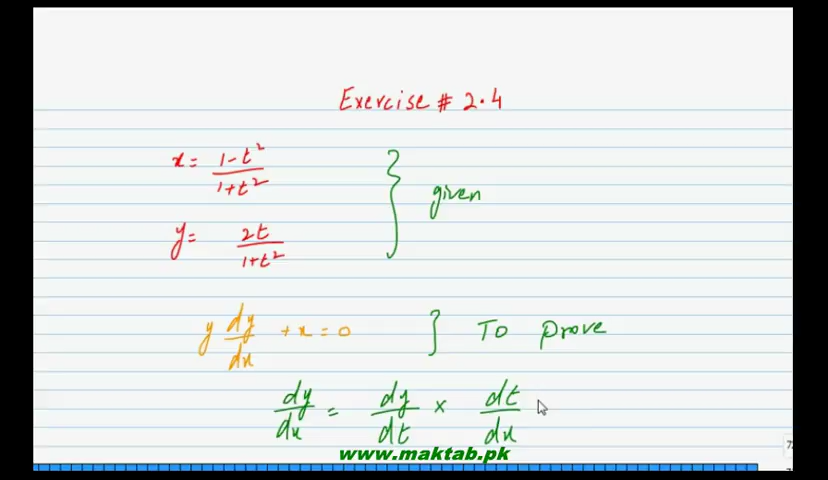 Exercise # 2.4
x = 1-t² / 1+t²
given
y = 2t / 1+t²
y dy/dx + x = 0 } To prove
dy/dx = dy/dt × dt/dx
www.maktab.pk